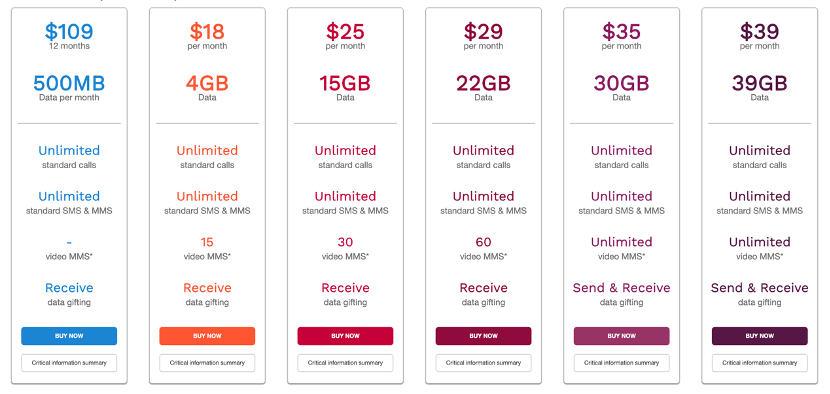 $109
12 months
500MB
Data per month
Unlimited
standard calls
Unlimited
standard SMS & MMS
-
video MMS*
Receive
data gifting
BUY NOW
Critical information summary
$18
per month
4GB
Data
Unlimited
standard calls
Unlimited
standard SMS & MMS
15
video MMS*
Receive
data gifting
BUY NOW
Critical information summary
$25
per month
15GB
Data
Unlimited
standard calls
Unlimited
standard SMS & MMS
30
video MMS*
Receive
data gifting
BUY NOW
Critical information summary
$29
per month
22GB
Data
Unlimited
standard calls
Unlimited
standard SMS & MMS
60
video MMS*
Receive
data gifting
BUY NOW
Critical information summary
$35
per month
30GB
Data
Unlimited
standard calls
Unlimited
standard SMS & MMS
Unlimited
video MMS*
Send & Receive
data gifting
BUY NOW
Critical information summary
$39
per month
39GB
Data
Unlimited
standard calls
Unlimited
standard SMS & MMS
Unlimited
video MMS*
Send & Receive
data gifting
BUY NOW
Critical information summary